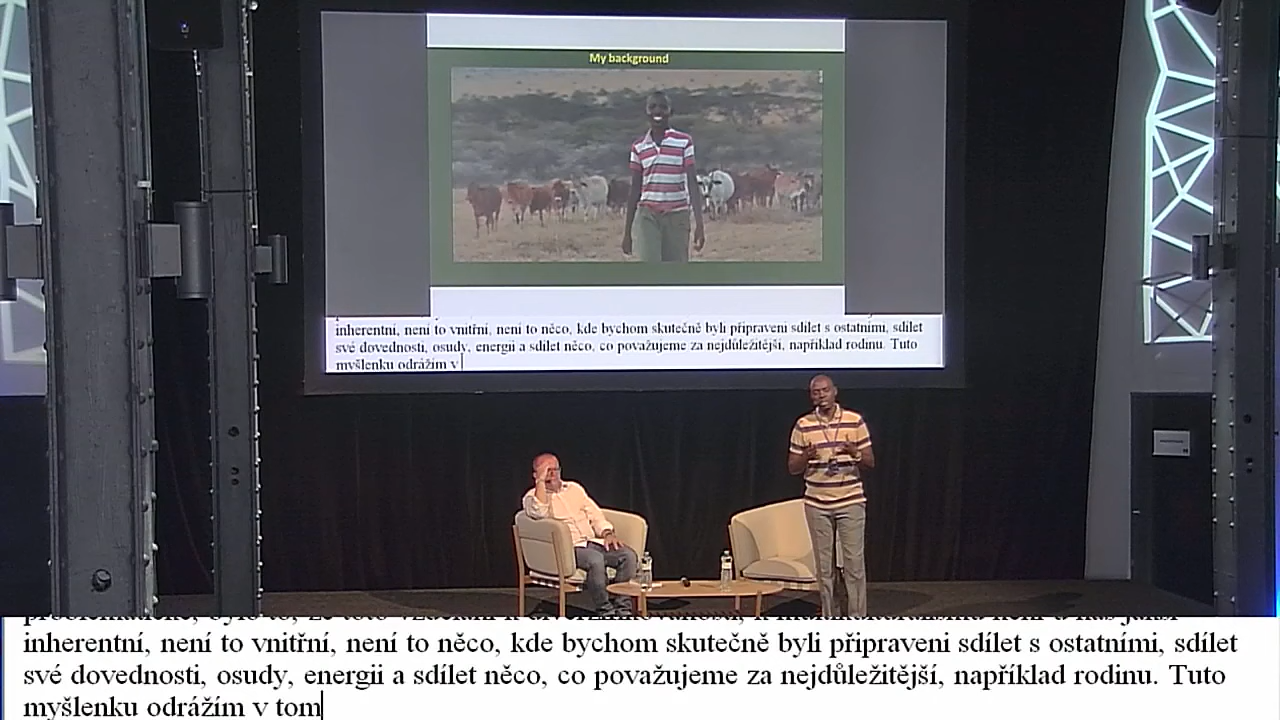 My background
inherentní, není to vnitřní, není to něco, kde bychom skutečně byli připraveni sdílet s ostatními, sdílet
své dovednosti, osudy, energii a sdílet něco, co považujeme za nejdůležitější, například rodinu. Tuto
myšlenku odrážím v
inherentní, není to vnitřní, není to něco, kde bychom skutečně byli připraveni sdílet s ostatními, sdílet
své dovednosti, osudy, energii a sdílet něco, co považujeme za nejdůležitější, například rodinu. Tuto
myšlenku odrážím v tom